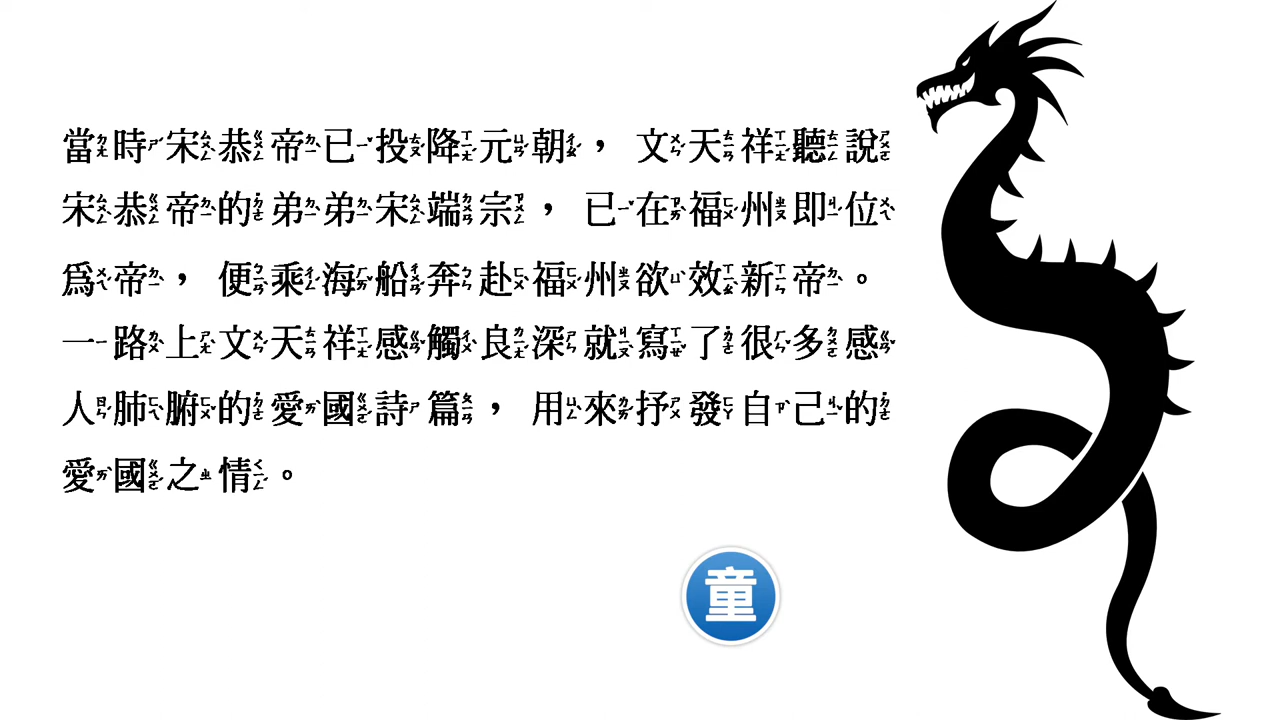 當時宋恭帝已投降元朝，文天祥聽說
宋恭帝的弟弟宋端宗，已在福州即位
爲帝，便乘海船奔赴福州欲效新帝。
一路上文天祥感觸良深就寫了很多感
人肺腑的愛國詩篇，用來抒發自己的
愛國之情。
童